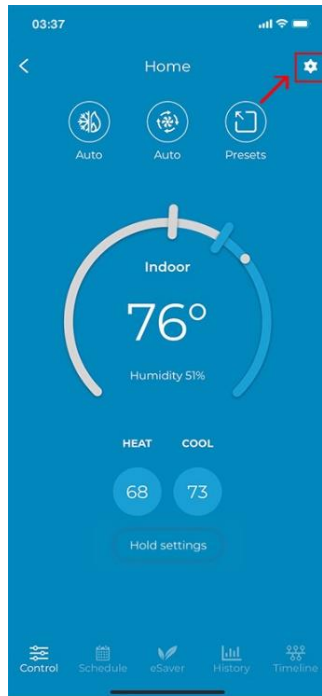 03:37
Home
Auto Auto Presets
Indoor
76°
Humidity 51%
HEAT COOL
68 73
Hold settings
Control Schedule eSaver History Timeline